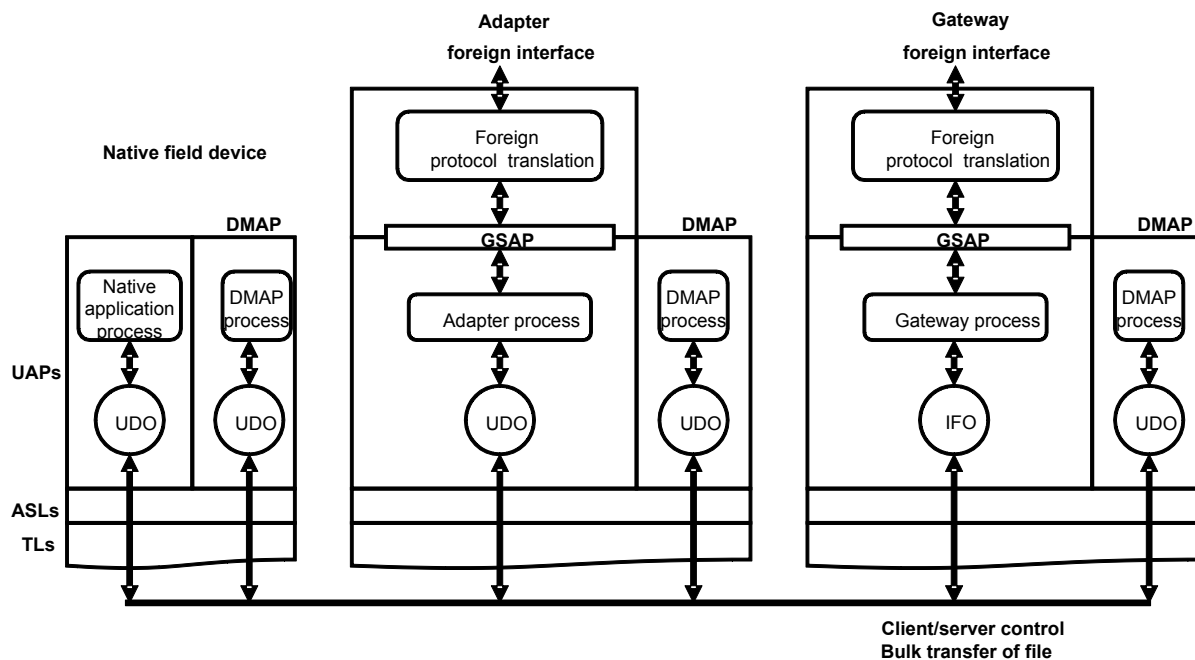 Adapter
foreign interface
Gateway
foreign interface
Native field device
Foreign
protocol translation
Foreign
protocol translation
DMAP
GSAP
DMAP
GSAP
DMAP
Native
application
process
DMAP
process
Adapter process
DMAP
process
Gateway process
DMAP
process
UAPs
UDO
UDO
UDO
UDO
IFO
UDO
ASLs
TLs
Client/server control
Bulk transfer of file